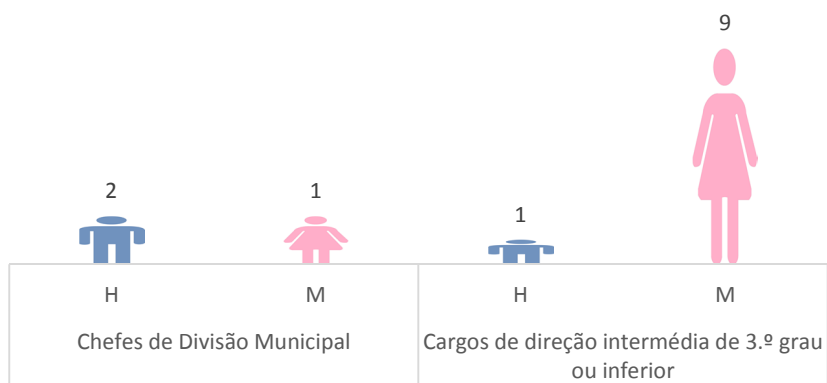 9
2
1
1
H
M
H
M
Chefes de Divisão Municipal
Cargos de direção intermédia de 3.º grau
ou inferior